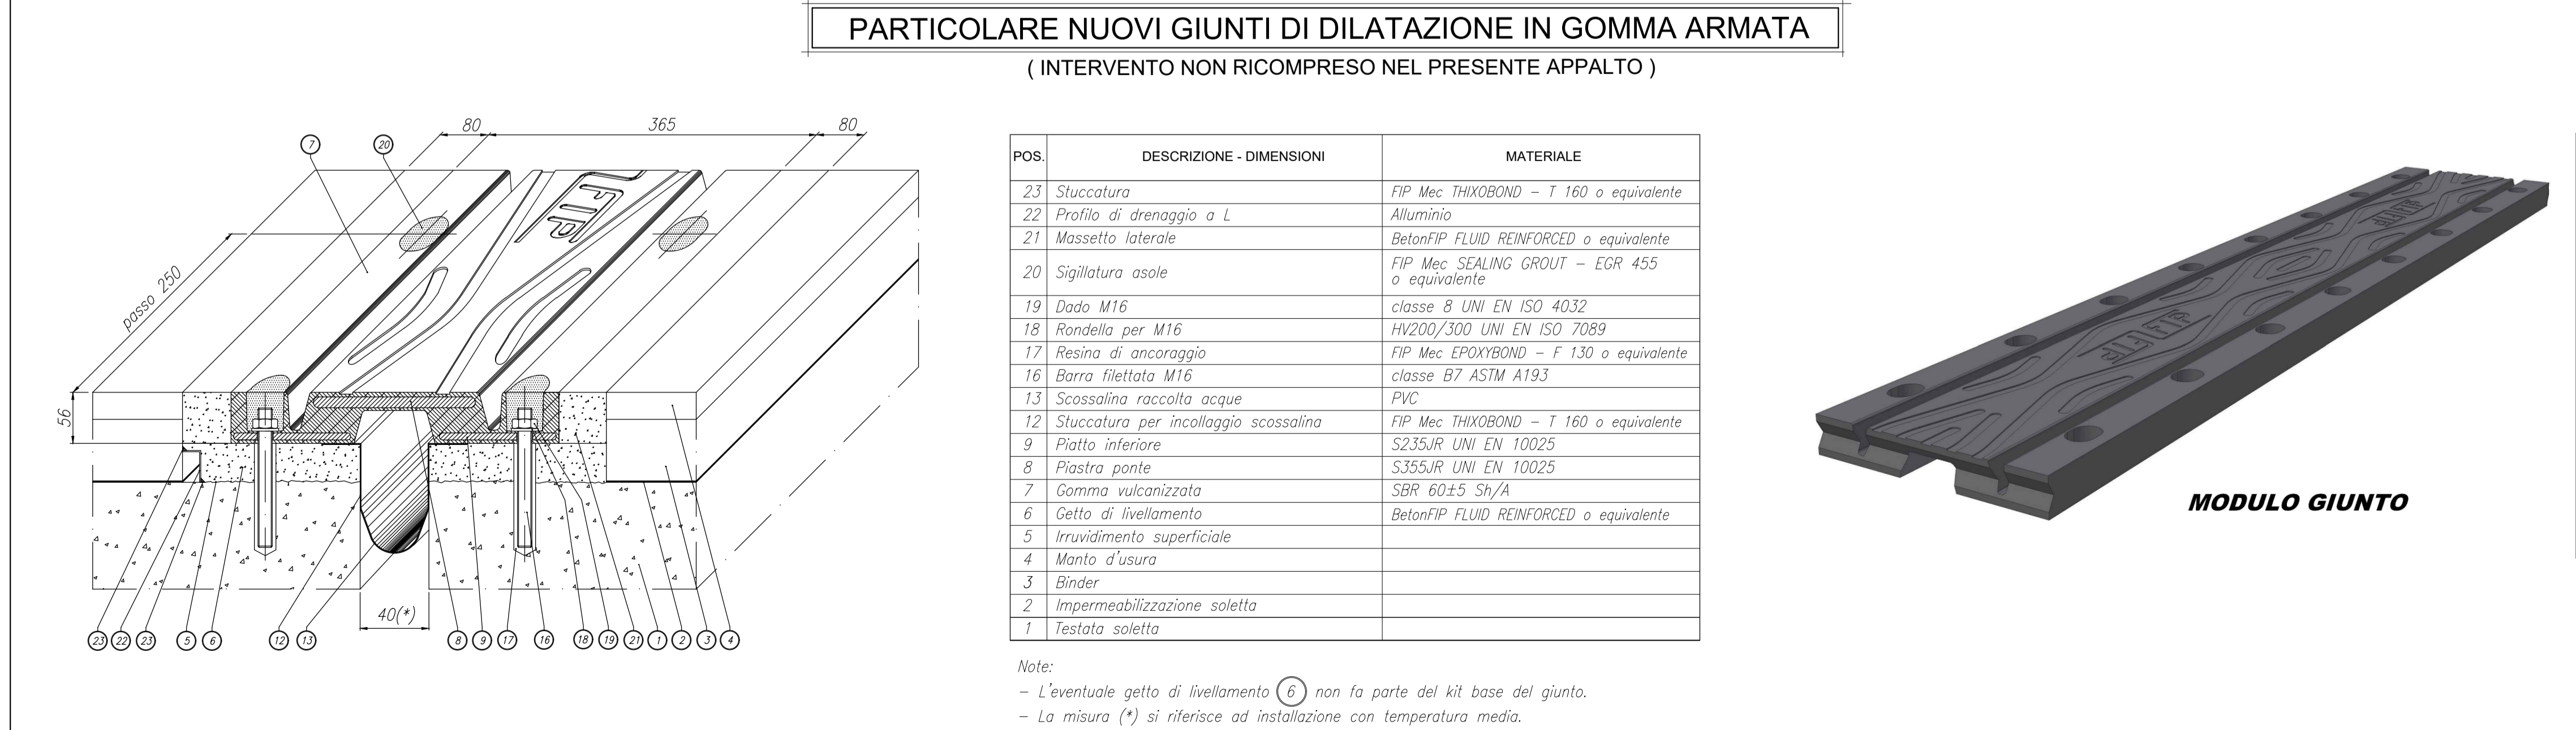 PARTICOLARE NUOVI GIUNTI DI DILATAZIONE IN GOMMA ARMATA
( INTERVENTO NON RICOMPRESO NEL PRESENTE APPALTO )
80 365 80
7 20
FIP
passo 250
56
40(*)
23 22 23 5 6 12 13 8 9 17 16 18 19 21 1 2 3 4
POS. DESCRIZIONE - DIMENSIONI MATERIALE
23 Stuccatura FIP Mec THIXOBOND - T 160 o equivalente
22 Profilo di drenaggio a L Alluminio
21 Massetto laterale BetonFIP FLUID REINFORCED o equivalente
20 Sigillatura asole FIP Mec SEALING GROUT - EGR 455
o equivalente
19 Dado M16 classe 8 UNI EN ISO 4032
18 Rondella per M16 HV200/300 UNI EN ISO 7089
17 Resina di ancoraggio FIP Mec EPOXYBOND - F 130 o equivalente
16 Barra filettata M16 classe B7 ASTM A193
13 Scossalina raccolta acque PVC
12 Stuccatura per incollaggio scossalina FIP Mec THIXOBOND - T 160 o equivalente
9 Piatto inferiore S235JR UNI EN 10025
8 Piastra ponte S355JR UNI EN 10025
7 Gomma vulcanizzata SBR 60±5 Sh/A
6 Getto di livellamento BetonFIP FLUID REINFORCED o equivalente
5 Irruvidimento superficiale
4 Manto d'usura
3 Binder
2 Impermeabilizzazione soletta
1 Testata soletta
Note:
- L'eventuale getto di livellamento 6 non fa parte del kit base del giunto.
- La misura (*) si riferisce ad installazione con temperatura media.
FIP
MODULO GIUNTO